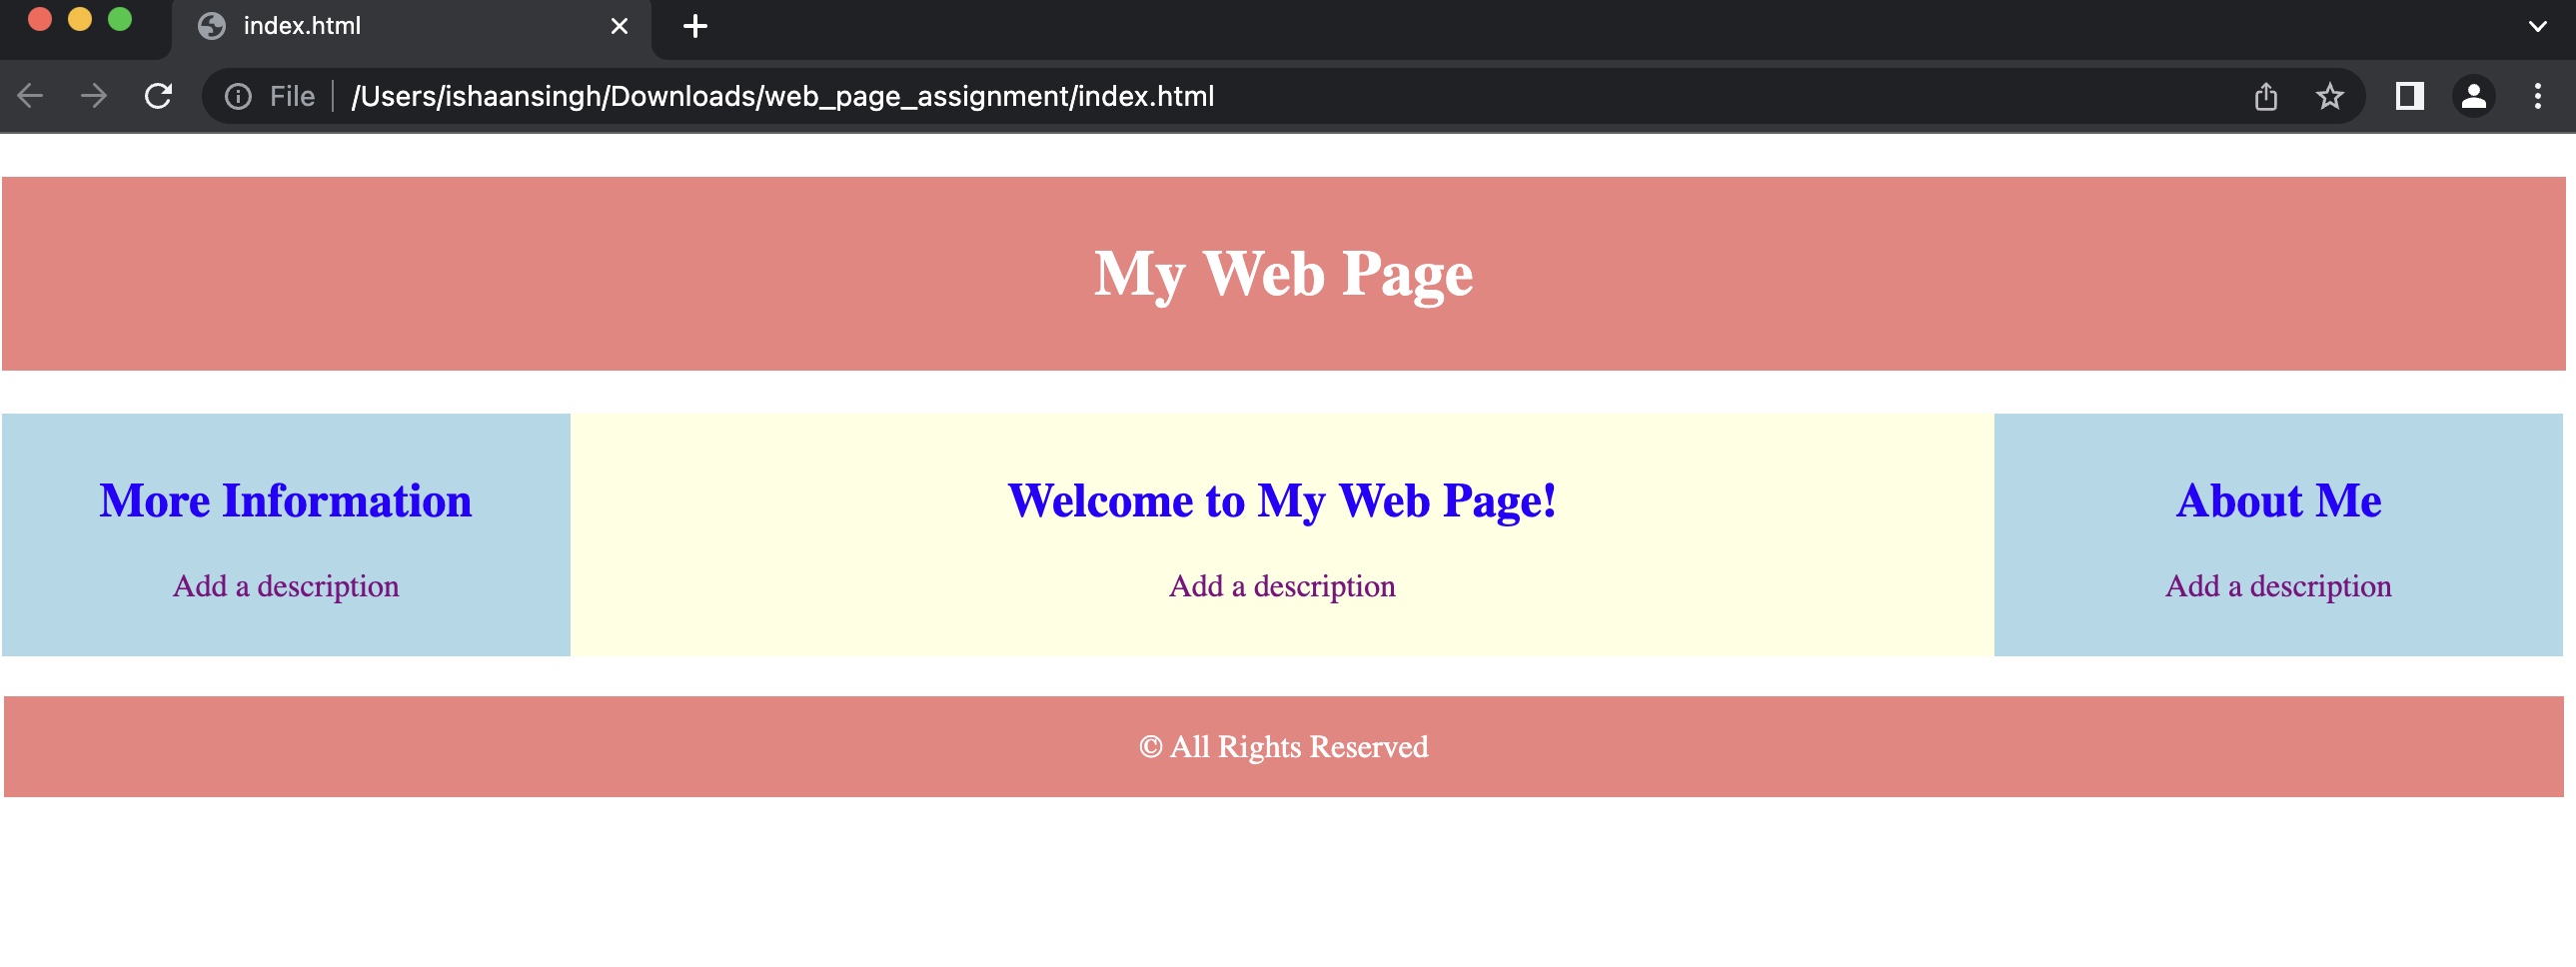 index.html
File /Users/ishaansingh/Downloads/web_page_assignment/index.html
My Web Page
More Information
Add a description
Welcome to My Web Page!
Add a description
About Me
Add a description
© All Rights Reserved